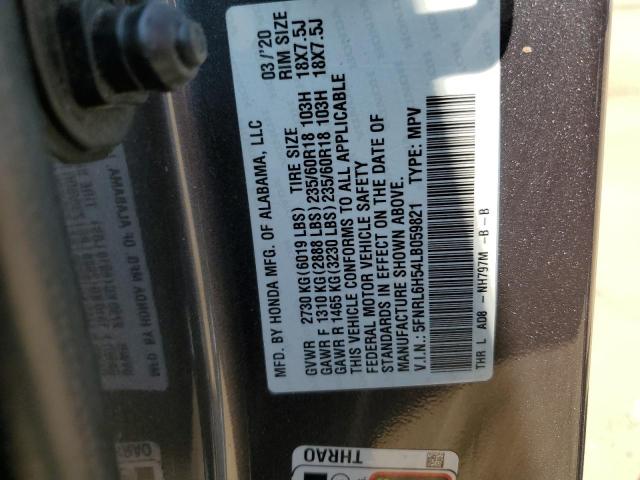 MFD. BY HONDA MFG. OF ALABAMA, LLC 03/'20
TIRE SIZE RIM SIZE
GVWR 2730 KG(6019 LBS)
GAWR F 1310 KG(2888 LBS) 235/60R18 103H 18X7.5J
GAWR R 1465 KG(3230 LBS) 235/60R18 103H 18X7.5J
THIS VEHICLE CONFORMS TO ALL APPLICABLE
FEDERAL MOTOR VEHICLE SAFETY
STANDARDS IN EFFECT ON THE DATE OF
MANUFACTURE SHOWN ABOVE.
V.I.N.: 5FNRL6H54LB059821 TYPE: MPV
THR L AD8 -NH797M -B -B
THRA0